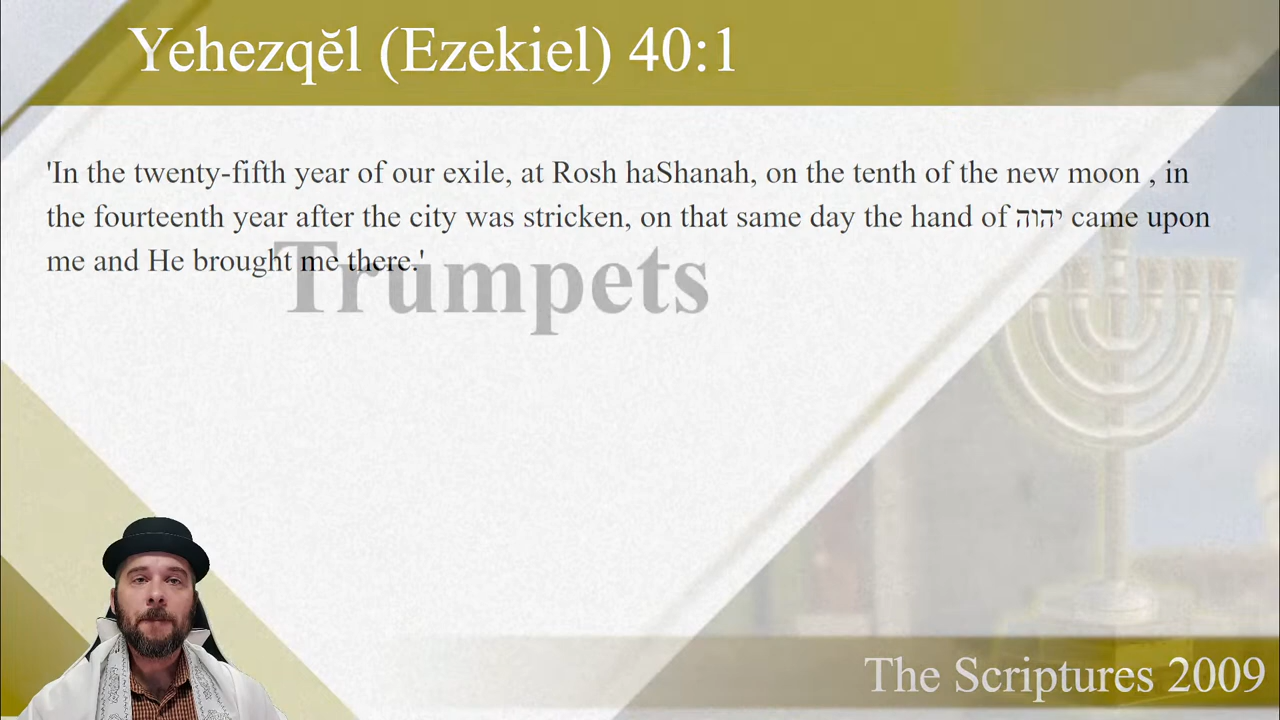 Yehezqĕl (Ezekiel) 40:1
'In the twenty-fifth year of our exile, at Rosh haShanah, on the tenth of the new moon , in
the fourteenth year after the city was stricken, on that same day the hand of יהוה came upon
me and He brought me there.'
Trumpets
The Scriptures 2009